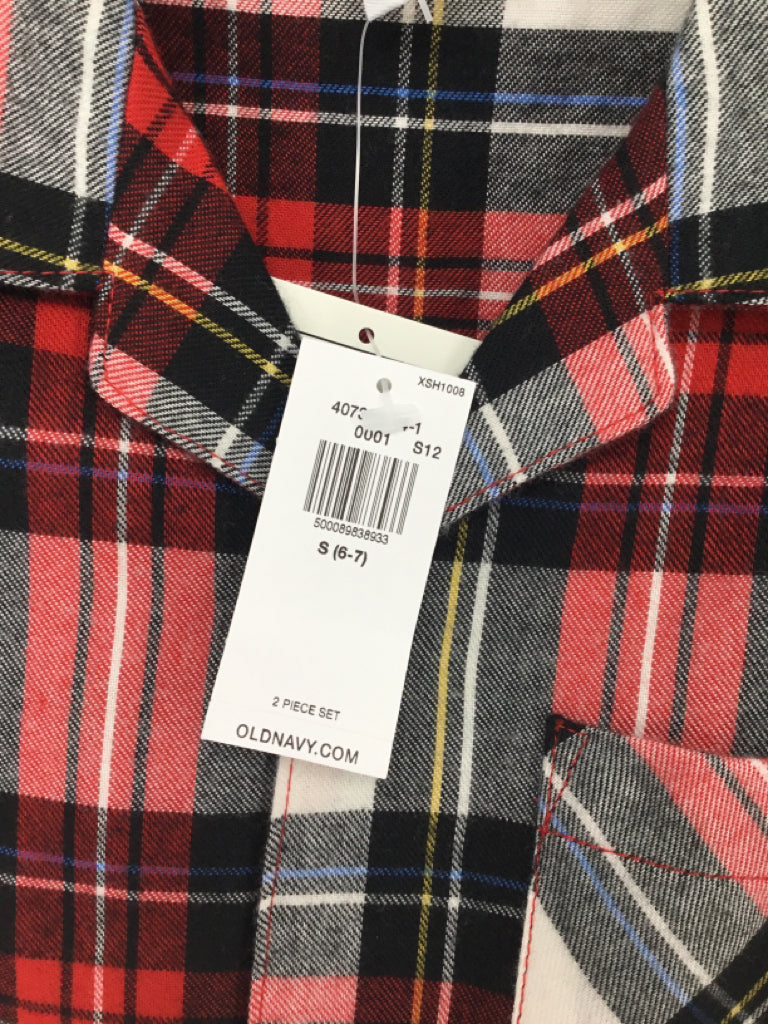 XSH1008
0001 S12
500089838933
S (6-7)
2 PIECE SET
OLDNAVY.COM